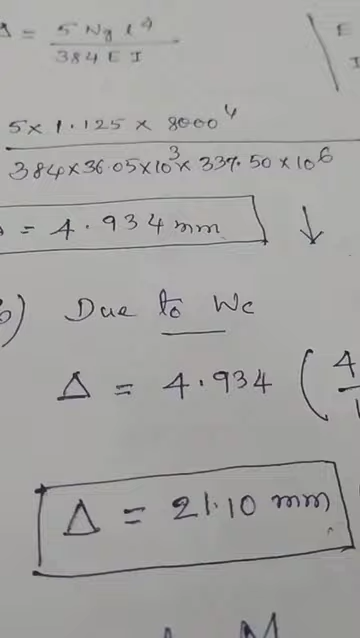 Δ = 5 Wg l⁴ / 384 E I
E
I
5 × 1.125 × 8000⁴ / 384 × 36.05 × 10³ × 337.50 × 10⁶
= 4.934 mm ↓
) Due to Wc
Δ = 4.934 ( 4
Δ = 21.10 mm